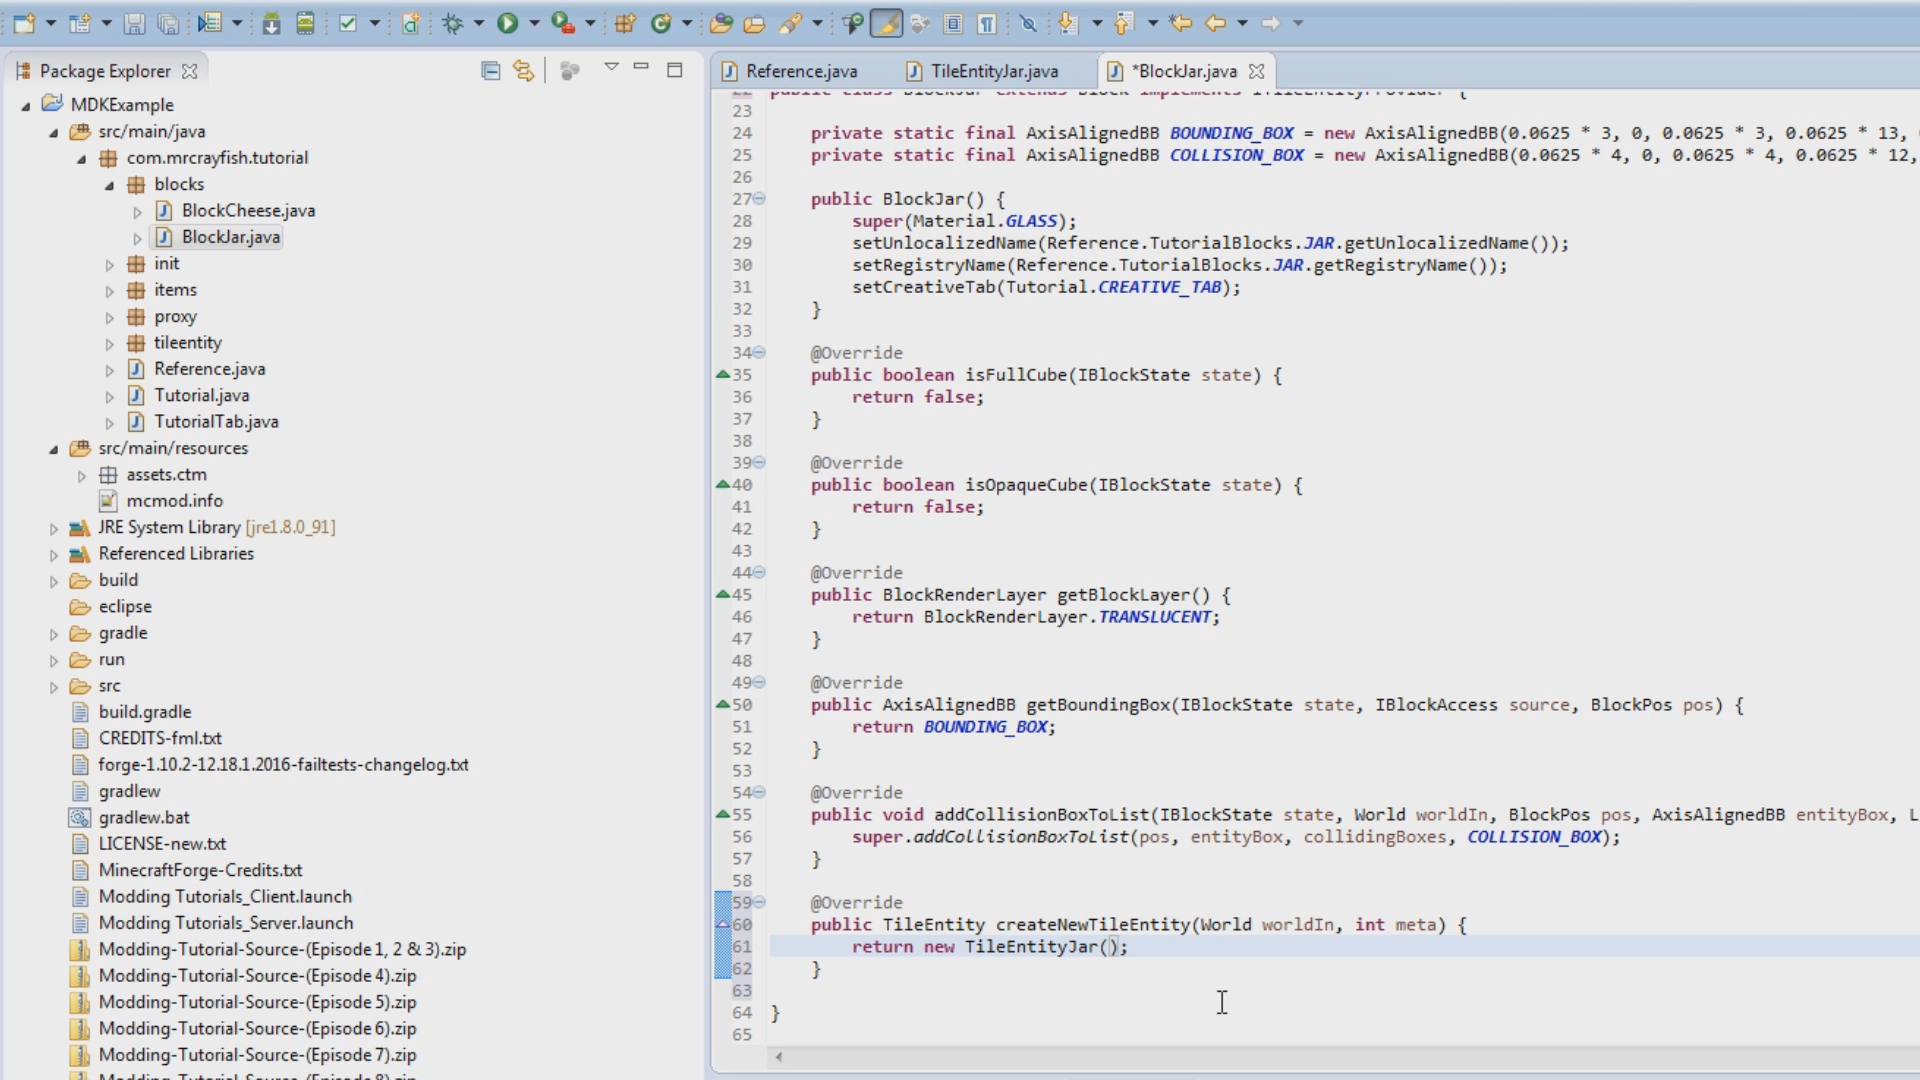 Package Explorer
MDKExample
src/main/java
com.mrcrayfish.tutorial
blocks
BlockCheese.java
BlockJar.java
init
items
proxy
tileentity
Reference.java
Tutorial.java
TutorialTab.java
src/main/resources
assets.ctm
mcmod.info
JRE System Library [jre1.8.0_91]
Referenced Libraries
build
eclipse
gradle
run
src
build.gradle
CREDITS-fml.txt
forge-1.10.2-12.18.1.2016-failtests-changelog.txt
gradlew
gradlew.bat
LICENSE-new.txt
MinecraftForge-Credits.txt
Modding Tutorials_Client.launch
Modding Tutorials_Server.launch
Modding-Tutorial-Source-(Episode 1, 2 & 3).zip
Modding-Tutorial-Source-(Episode 4).zip
Modding-Tutorial-Source-(Episode 5).zip
Modding-Tutorial-Source-(Episode 6).zip
Modding-Tutorial-Source-(Episode 7).zip
Modding-Tutorial-Source-(Episode 8).zip
Reference.java TileEntityJar.java *BlockJar.java
22 public class BlockJar extends Block implements ITileEntityProvider {
23
24 private static final AxisAlignedBB BOUNDING_BOX = new AxisAlignedBB(0.0625 * 3, 0, 0.0625 * 3, 0.0625 * 13,
25 private static final AxisAlignedBB COLLISION_BOX = new AxisAlignedBB(0.0625 * 4, 0, 0.0625 * 4, 0.0625 * 12,
26
27 public BlockJar() {
28 super(Material.GLASS);
29 setUnlocalizedName(Reference.TutorialBlocks.JAR.getUnlocalizedName());
30 setRegistryName(Reference.TutorialBlocks.JAR.getRegistryName());
31 setCreativeTab(Tutorial.CREATIVE_TAB);
32 }
33
34 @Override
35 public boolean isFullCube(IBlockState state) {
36 return false;
37 }
38
39 @Override
40 public boolean isOpaqueCube(IBlockState state) {
41 return false;
42 }
43
44 @Override
45 public BlockRenderLayer getBlockLayer() {
46 return BlockRenderLayer.TRANSLUCENT;
47 }
48
49 @Override
50 public AxisAlignedBB getBoundingBox(IBlockState state, IBlockAccess source, BlockPos pos) {
51 return BOUNDING_BOX;
52 }
53
54 @Override
55 public void addCollisionBoxToList(IBlockState state, World worldIn, BlockPos pos, AxisAlignedBB entityBox, L
56 super.addCollisionBoxToList(pos, entityBox, collidingBoxes, COLLISION_BOX);
57 }
58
59 @Override
60 public TileEntity createNewTileEntity(World worldIn, int meta) {
61 return new TileEntityJar();
62 }
63
64 }
65